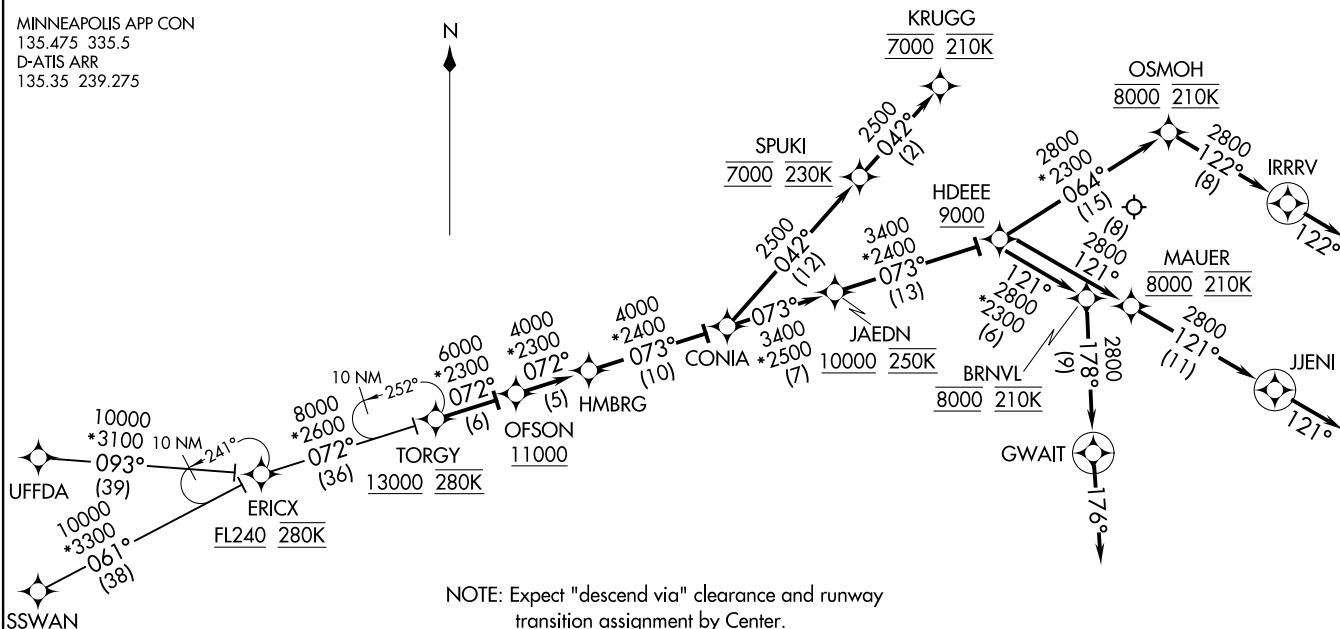 MINNEAPOLIS APP CON
135.475 335.5
D-ATIS ARR
135.35 239.275
N
KRUGG
7000 210K
2500
042°
(2)
SPUKI
7000 230K
2500
042°
(12)
OSMOH
8000 210K
2800
122°
(8)
IRRRV
122°
HDEEE
9000
2800
*2300
064°
(15)
(8)
2800
121°
MAUER
8000 210K
2800
121°
(11)
JJENI
121°
121°
2800
*2300
(6)
BRNVL
8000 210K
2800
178°
(9)
GWAIT
176°
3400
*2400
073°
(13)
JAEDN
10000 250K
073°
3400
*2500
(7)
CONIA
4000
*2400
073°
(10)
HMBRG
4000
*2300
072°
(5)
OFSON
11000
6000
*2300
072°
(6)
10 NM
252°
TORGY
13000 280K
8000
*2600
072°
(36)
10 NM
241°
ERICX
FL240 280K
10000
*3100
093°
(39)
UFFDA
10000
*3300
061°
(38)
SSWAN
NOTE: Expect "descend via" clearance and runway
transition assignment by Center.